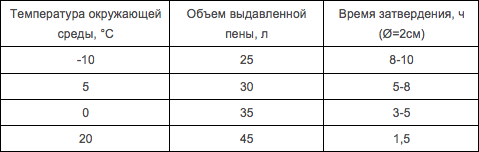 Температура окружающей Объем выдавленной Время затвердения, ч
среды, °C пены, л (Ø=2см)
-10 25 8-10
5 30 5-8
0 35 3-5
20 45 1,5